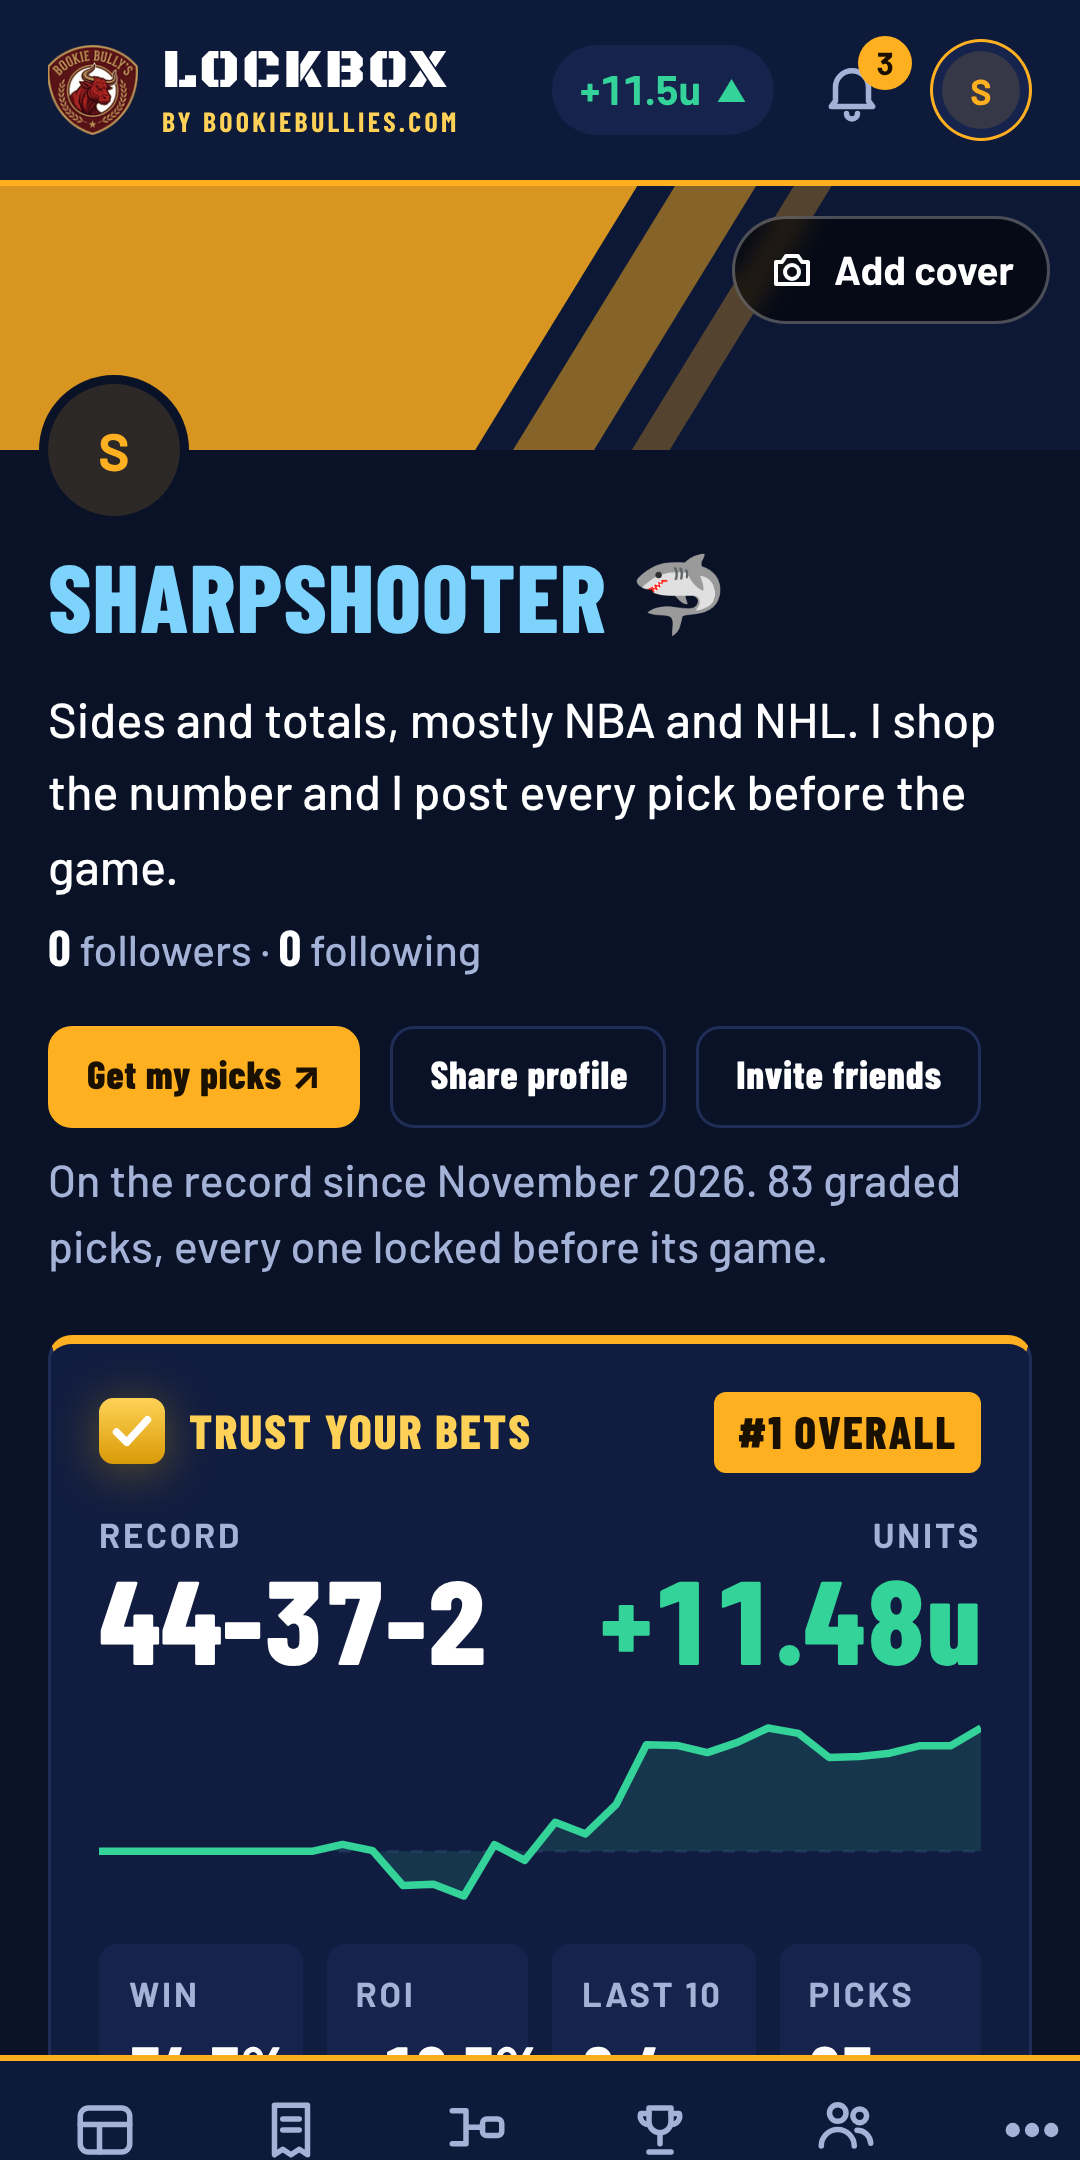 BOOKIE BULLY'S
LOCKBOX
BY BOOKIEBULLIES.COM
+11.5u ▲
3
S
Add cover
S
SHARPSHOOTER
Sides and totals, mostly NBA and NHL. I shop
the number and I post every pick before the
game.
0 followers · 0 following
Get my picks ↗
Share profile
Invite friends
On the record since November 2026. 83 graded
picks, every one locked before its game.
TRUST YOUR BETS
#1 OVERALL
RECORD
UNITS
44-37-2
+11.48u
WIN
ROI
LAST 10
PICKS